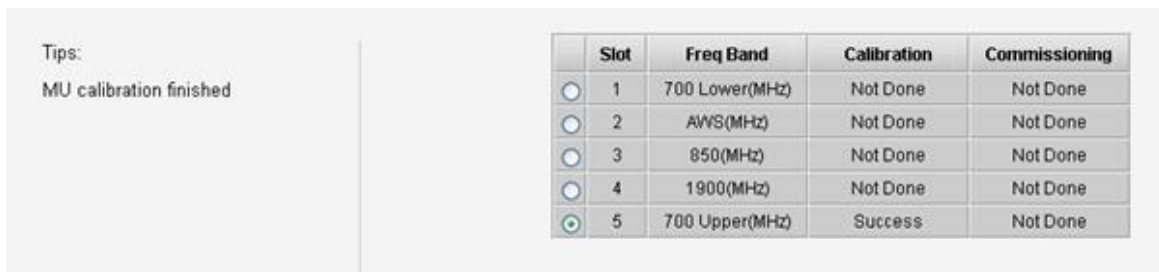 Tips:
MU calibration finished
Slot Freq Band Calibration Commissioning
1 700 Lower(MHz) Not Done Not Done
2 AWS(MHz) Not Done Not Done
3 850(MHz) Not Done Not Done
4 1900(MHz) Not Done Not Done
5 700 Upper(MHz) Success Not Done